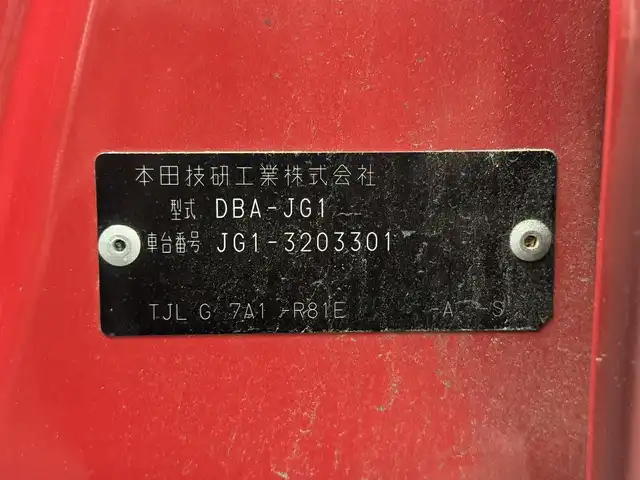 本田技研工業株式会社
型式 DBA-JG1
車台番号 JG1-3203301
TJL G 7A1 -R81E -A -S